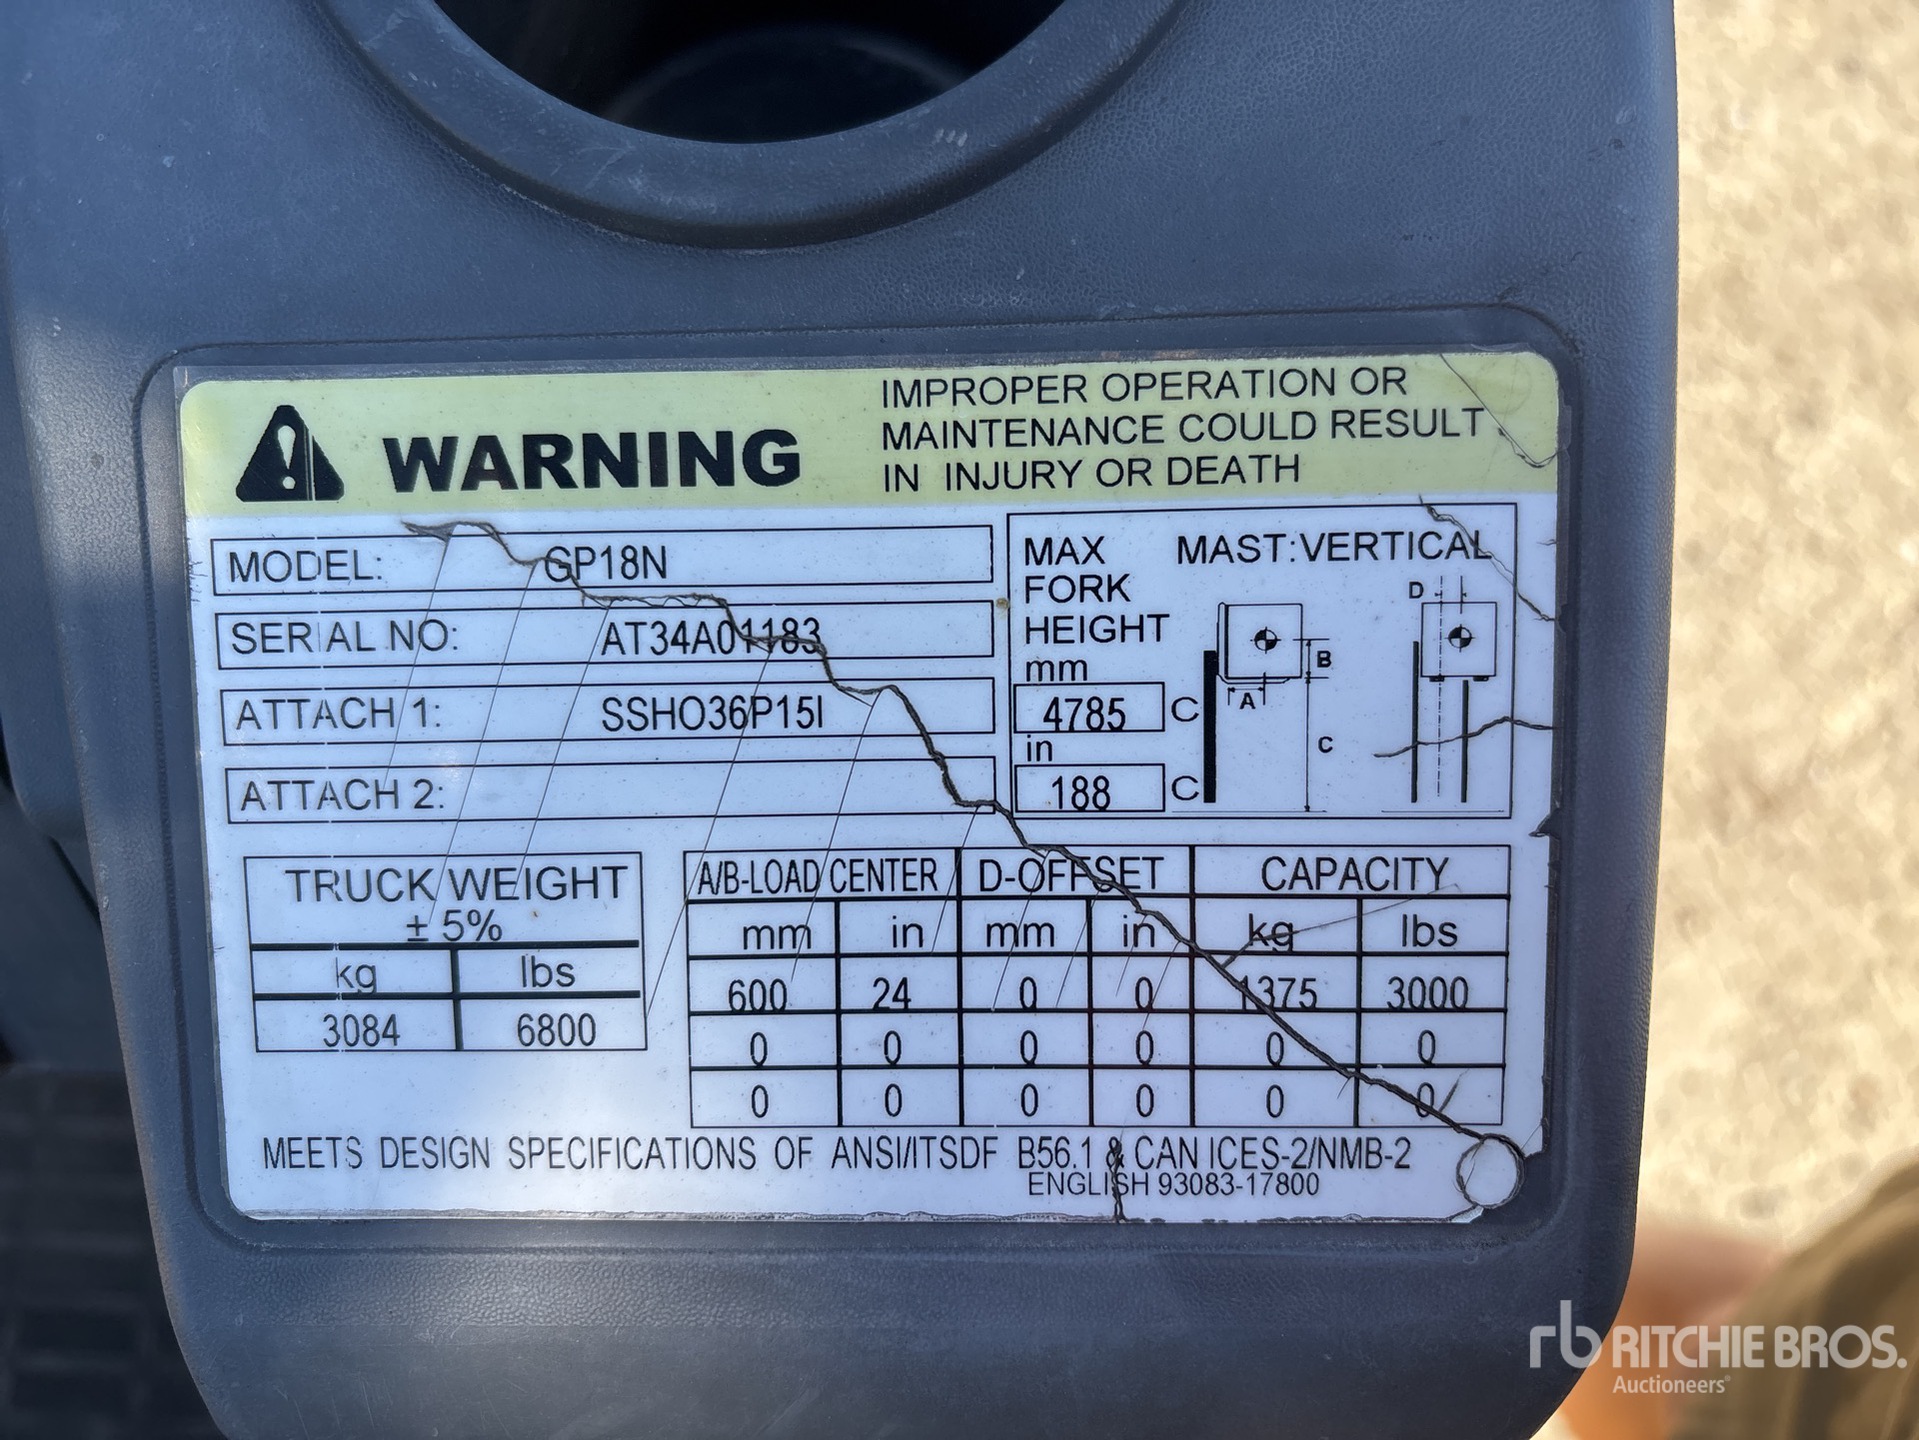 WARNING
IMPROPER OPERATION OR
MAINTENANCE COULD RESULT
IN INJURY OR DEATH
MODEL: GP18N
SERIAL NO: AT34A01183
ATTACH 1: SSHO36P15I
ATTACH 2:
MAX MAST:VERTICAL
FORK
HEIGHT
mm
4785 C
in
188 C
D
B
A
C
TRUCK WEIGHT
± 5%
kg lbs
3084 6800
A/B-LOAD CENTER D-OFFSET CAPACITY
mm in mm in kg lbs
600 24 0 0 1375 3000
0 0 0 0 0 0
0 0 0 0 0 0
MEETS DESIGN SPECIFICATIONS OF ANSI/ITSDF B56.1 & CAN ICES-2/NMB-2
ENGLISH 93083-17800
rb RITCHIE BROS.
Auctioneers®